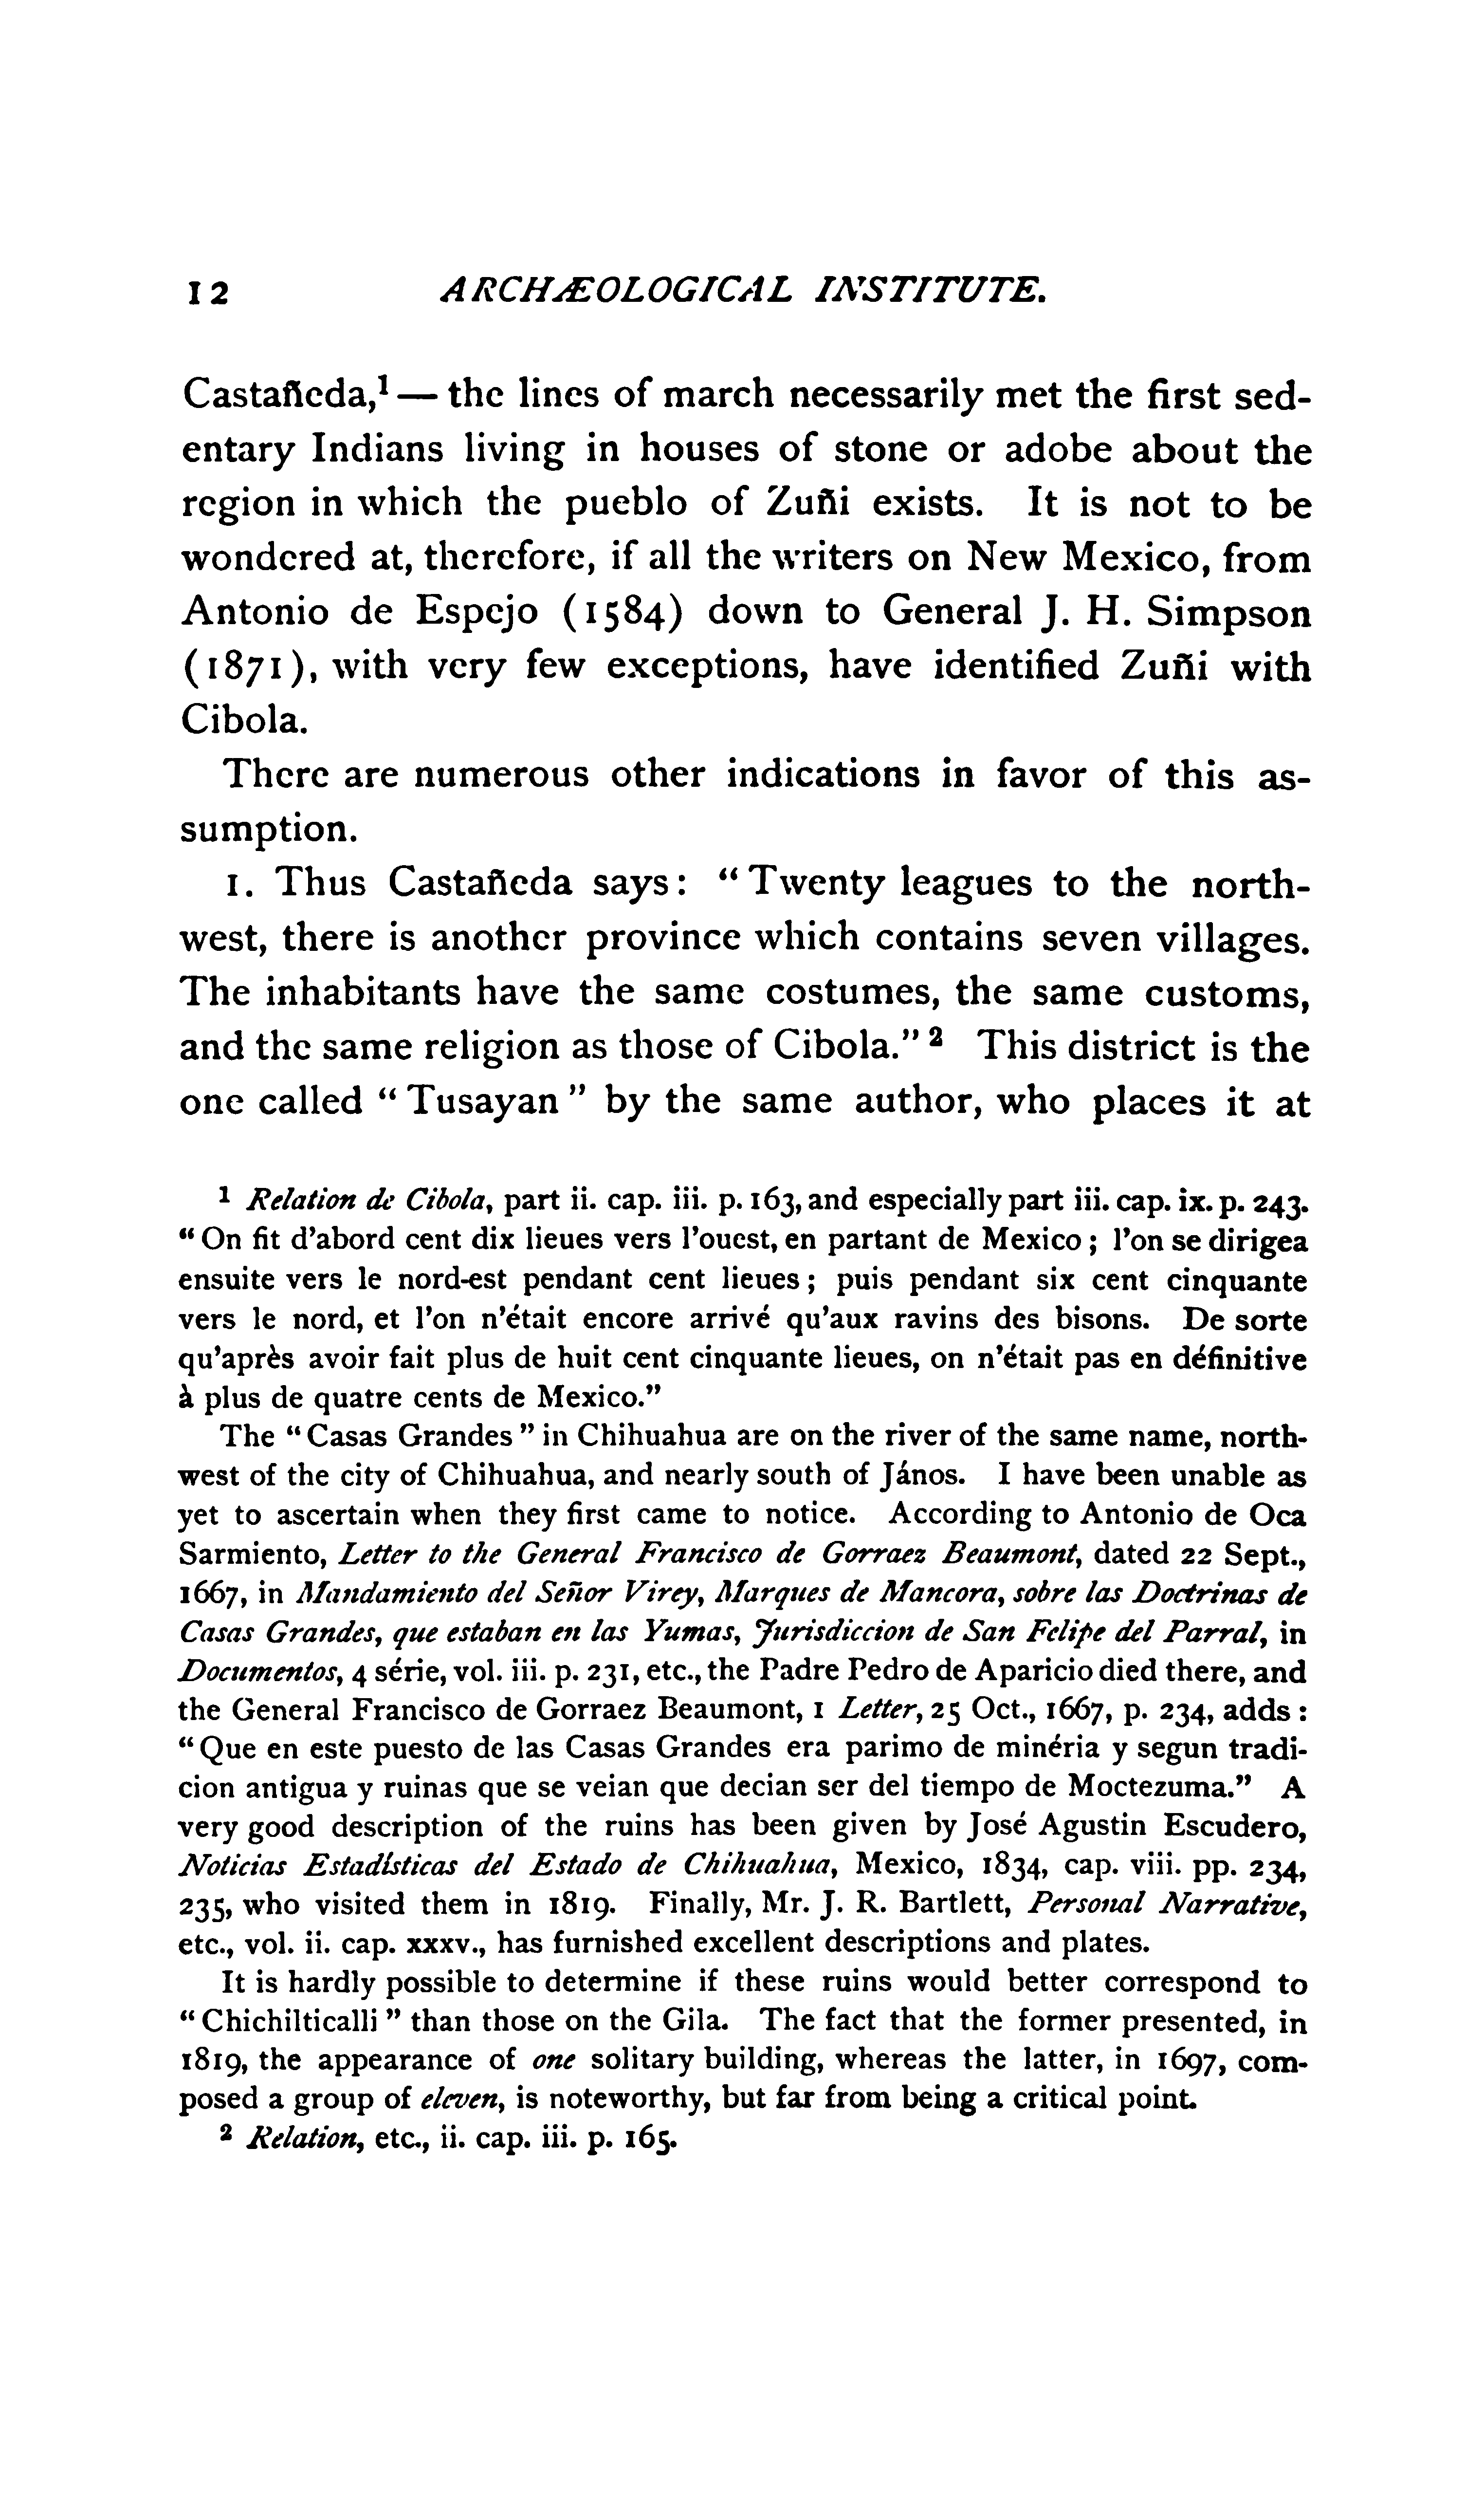 12 ARCHÆOLOGICAL INSTITUTE.
Castañeda,¹ — the lines of march necessarily met the first sed-
entary Indians living in houses of stone or adobe about the
region in which the pueblo of Zuñi exists. It is not to be
wondered at, therefore, if all the writers on New Mexico, from
Antonio de Espejo (1584) down to General J. H. Simpson
(1871), with very few exceptions, have identified Zuñi with
Cibola.
There are numerous other indications in favor of this as-
sumption.
1. Thus Castañeda says: “Twenty leagues to the north-
west, there is another province which contains seven villages.
The inhabitants have the same costumes, the same customs,
and the same religion as those of Cibola.” ² This district is the
one called “Tusayan” by the same author, who places it at
¹ Relation de Cibola, part ii. cap. iii. p. 163, and especially part iii. cap. ix. p. 243.
“On fit d’abord cent dix lieues vers l’ouest, en partant de Mexico; l’on se dirigea
ensuite vers le nord-est pendant cent lieues; puis pendant six cent cinquante
vers le nord, et l’on n’était encore arrivé qu’aux ravins des bisons. De sorte
qu’après avoir fait plus de huit cent cinquante lieues, on n’était pas en définitive
à plus de quatre cents de Mexico.”
The “Casas Grandes” in Chihuahua are on the river of the same name, north-
west of the city of Chihuahua, and nearly south of János. I have been unable as
yet to ascertain when they first came to notice. According to Antonio de Oca
Sarmiento, Letter to the General Francisco de Gorraez Beaumont, dated 22 Sept.,
1667, in Mandamiento del Señor Virey, Marques de Mancora, sobre las Doctrinas de
Casas Grandes, que estaban en las Yumas, Jurisdiccion de San Felipe del Parral, in
Documentos, 4 série, vol. iii. p. 231, etc., the Padre Pedro de Aparicio died there, and
the General Francisco de Gorraez Beaumont, 1 Letter, 25 Oct., 1667, p. 234, adds:
“Que en este puesto de las Casas Grandes era parimo de minéria y segun tradi-
cion antigua y ruinas que se veian que decian ser del tiempo de Moctezuma.” A
very good description of the ruins has been given by José Agustin Escudero,
Noticias Estadísticas del Estado de Chihuahua, Mexico, 1834, cap. viii. pp. 234,
235, who visited them in 1819. Finally, Mr. J. R. Bartlett, Personal Narrative,
etc., vol. ii. cap. xxxv., has furnished excellent descriptions and plates.
It is hardly possible to determine if these ruins would better correspond to
“Chichilticalli” than those on the Gila. The fact that the former presented, in
1819, the appearance of one solitary building, whereas the latter, in 1697, com-
posed a group of eleven, is noteworthy, but far from being a critical point.
² Relation, etc., ii. cap. iii. p. 165.